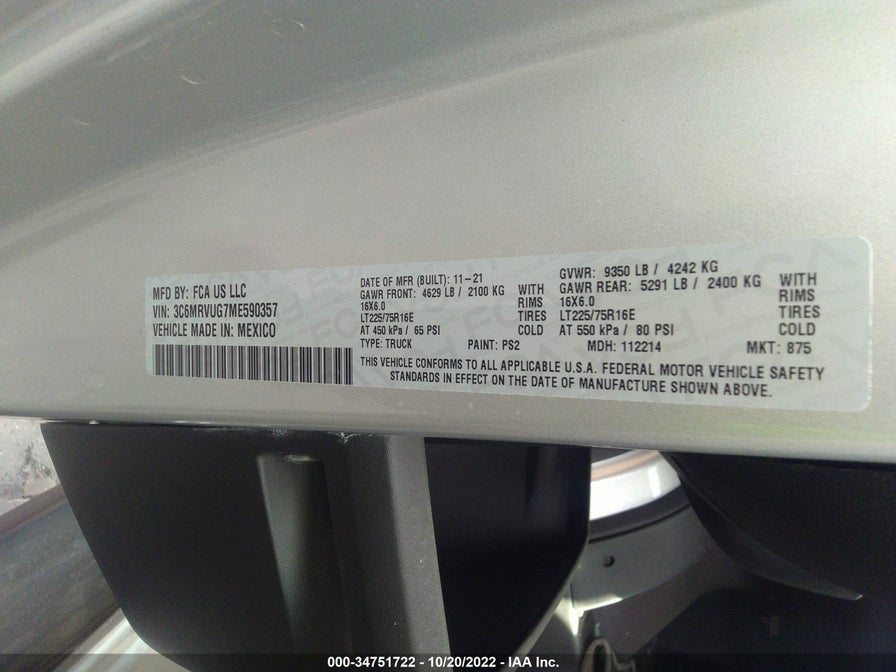 MFD BY: FCA US LLC
VIN: 3C6MRVUG7ME590357
VEHICLE MADE IN: MEXICO
DATE OF MFR (BUILT): 11-21
GAWR FRONT: 4629 LB / 2100 KG WITH
16X6.0 RIMS
LT225/75R16E TIRES
AT 450 kPa / 65 PSI COLD
TYPE: TRUCK PAINT: PS2
GVWR: 9350 LB / 4242 KG
GAWR REAR: 5291 LB / 2400 KG WITH
16X6.0 RIMS
LT225/75R16E TIRES
AT 550 kPa / 80 PSI COLD
MDH: 112214 MKT: 875
THIS VEHICLE CONFORMS TO ALL APPLICABLE U.S.A. FEDERAL MOTOR VEHICLE SAFETY
STANDARDS IN EFFECT ON THE DATE OF MANUFACTURE SHOWN ABOVE.
000-34751722 - 10/20/2022 - IAA Inc.